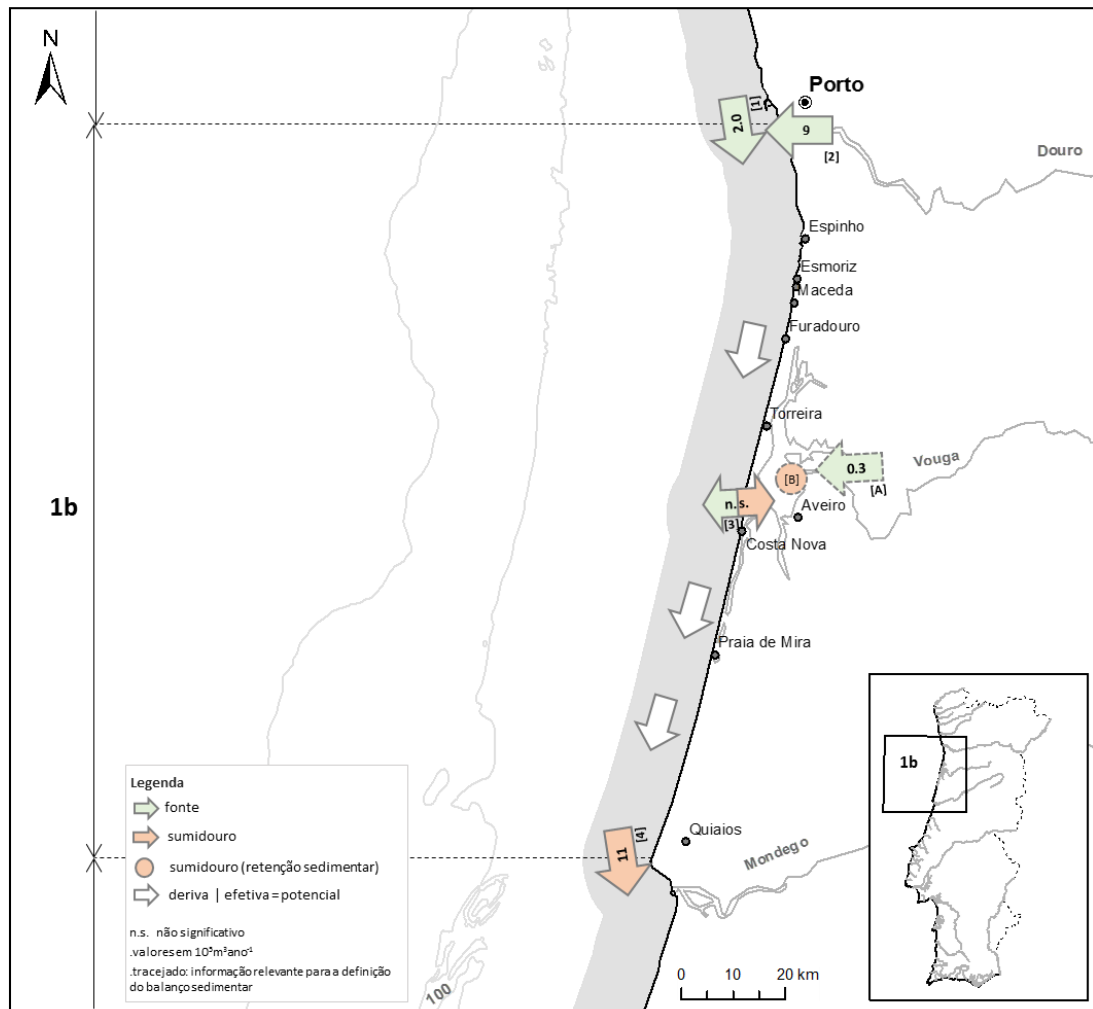 N
Porto
[1]
2.0
9
[2]
Douro
Espinho
Esmoriz
Maceda
Furadouro
Torreira
Vouga
0.3
[A]
[B]
1b
n.s.
[3]
Aveiro
Costa Nova
Praia de Mira
1b
Legenda
fonte
sumidouro
sumidouro (retenção sedimentar)
deriva | efetiva = potencial
n.s. não significativo
.valores em 10⁵m³ano⁻¹
.tracejado: informação relevante para a definição
do balanço sedimentar
[4]
11
Quiaios
Mondego
100
0 10 20 km